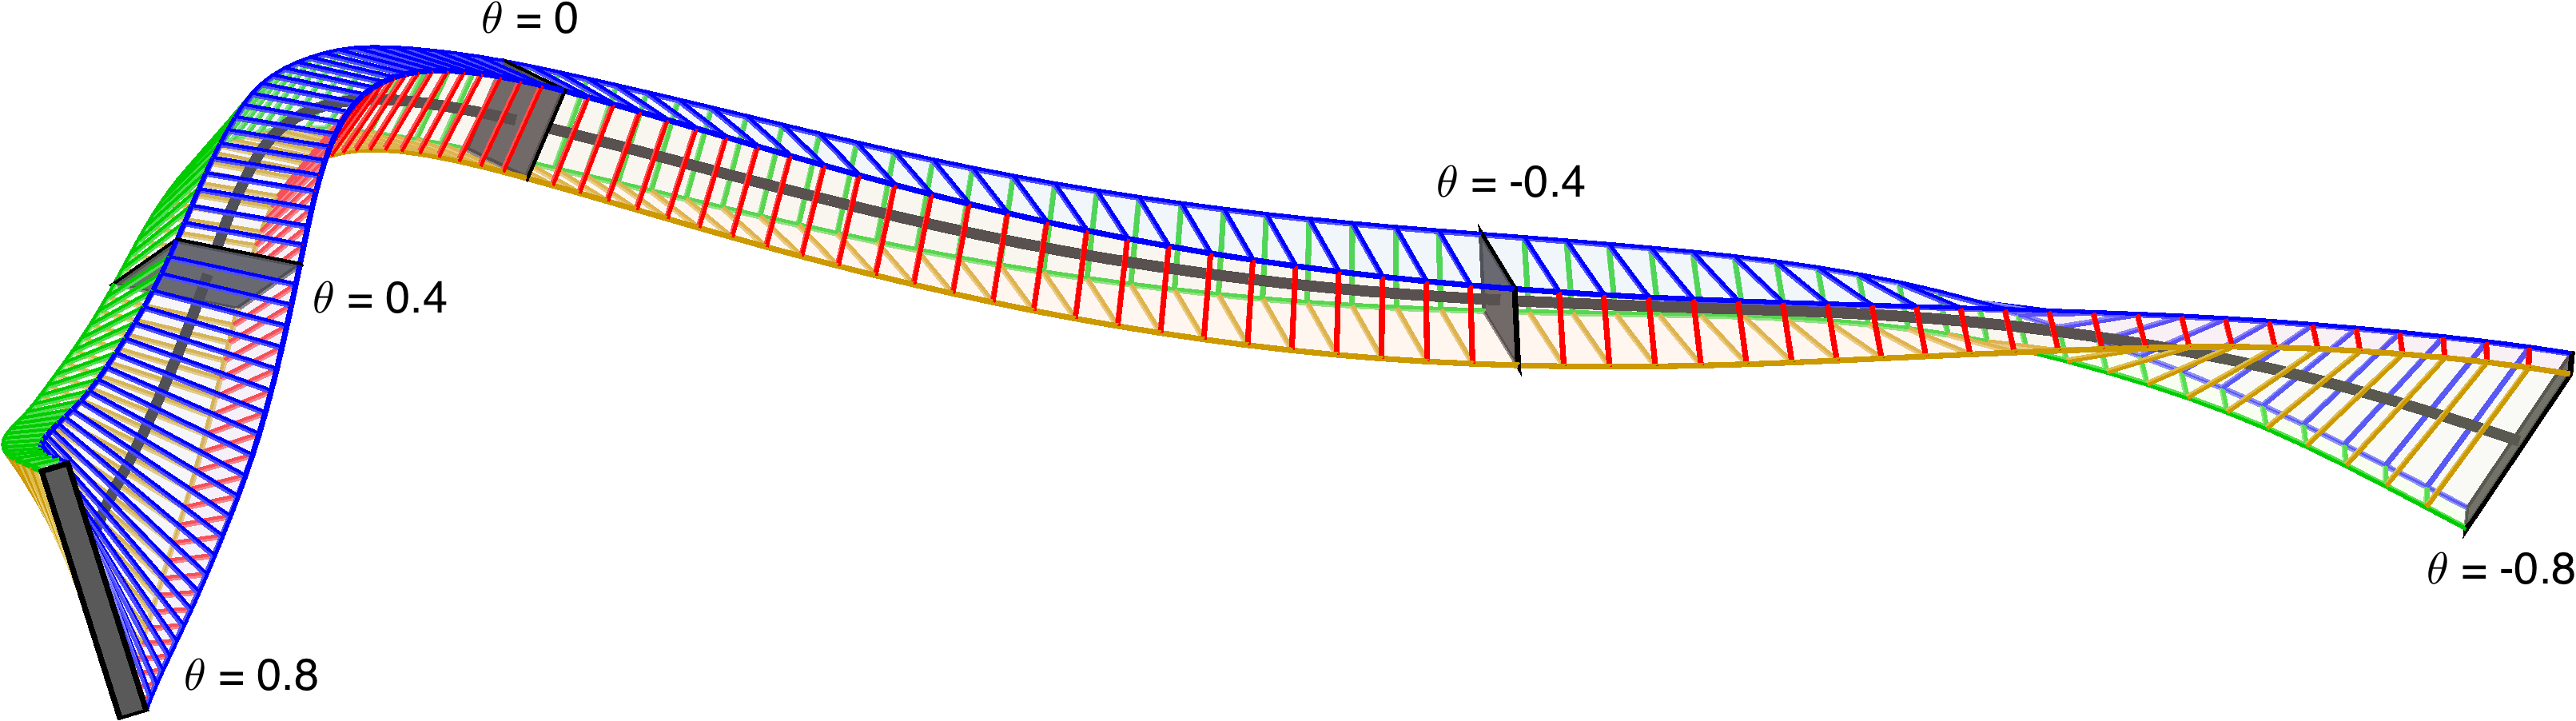 θ = 0
θ = -0.4
θ = 0.4
θ = -0.8
θ = 0.8